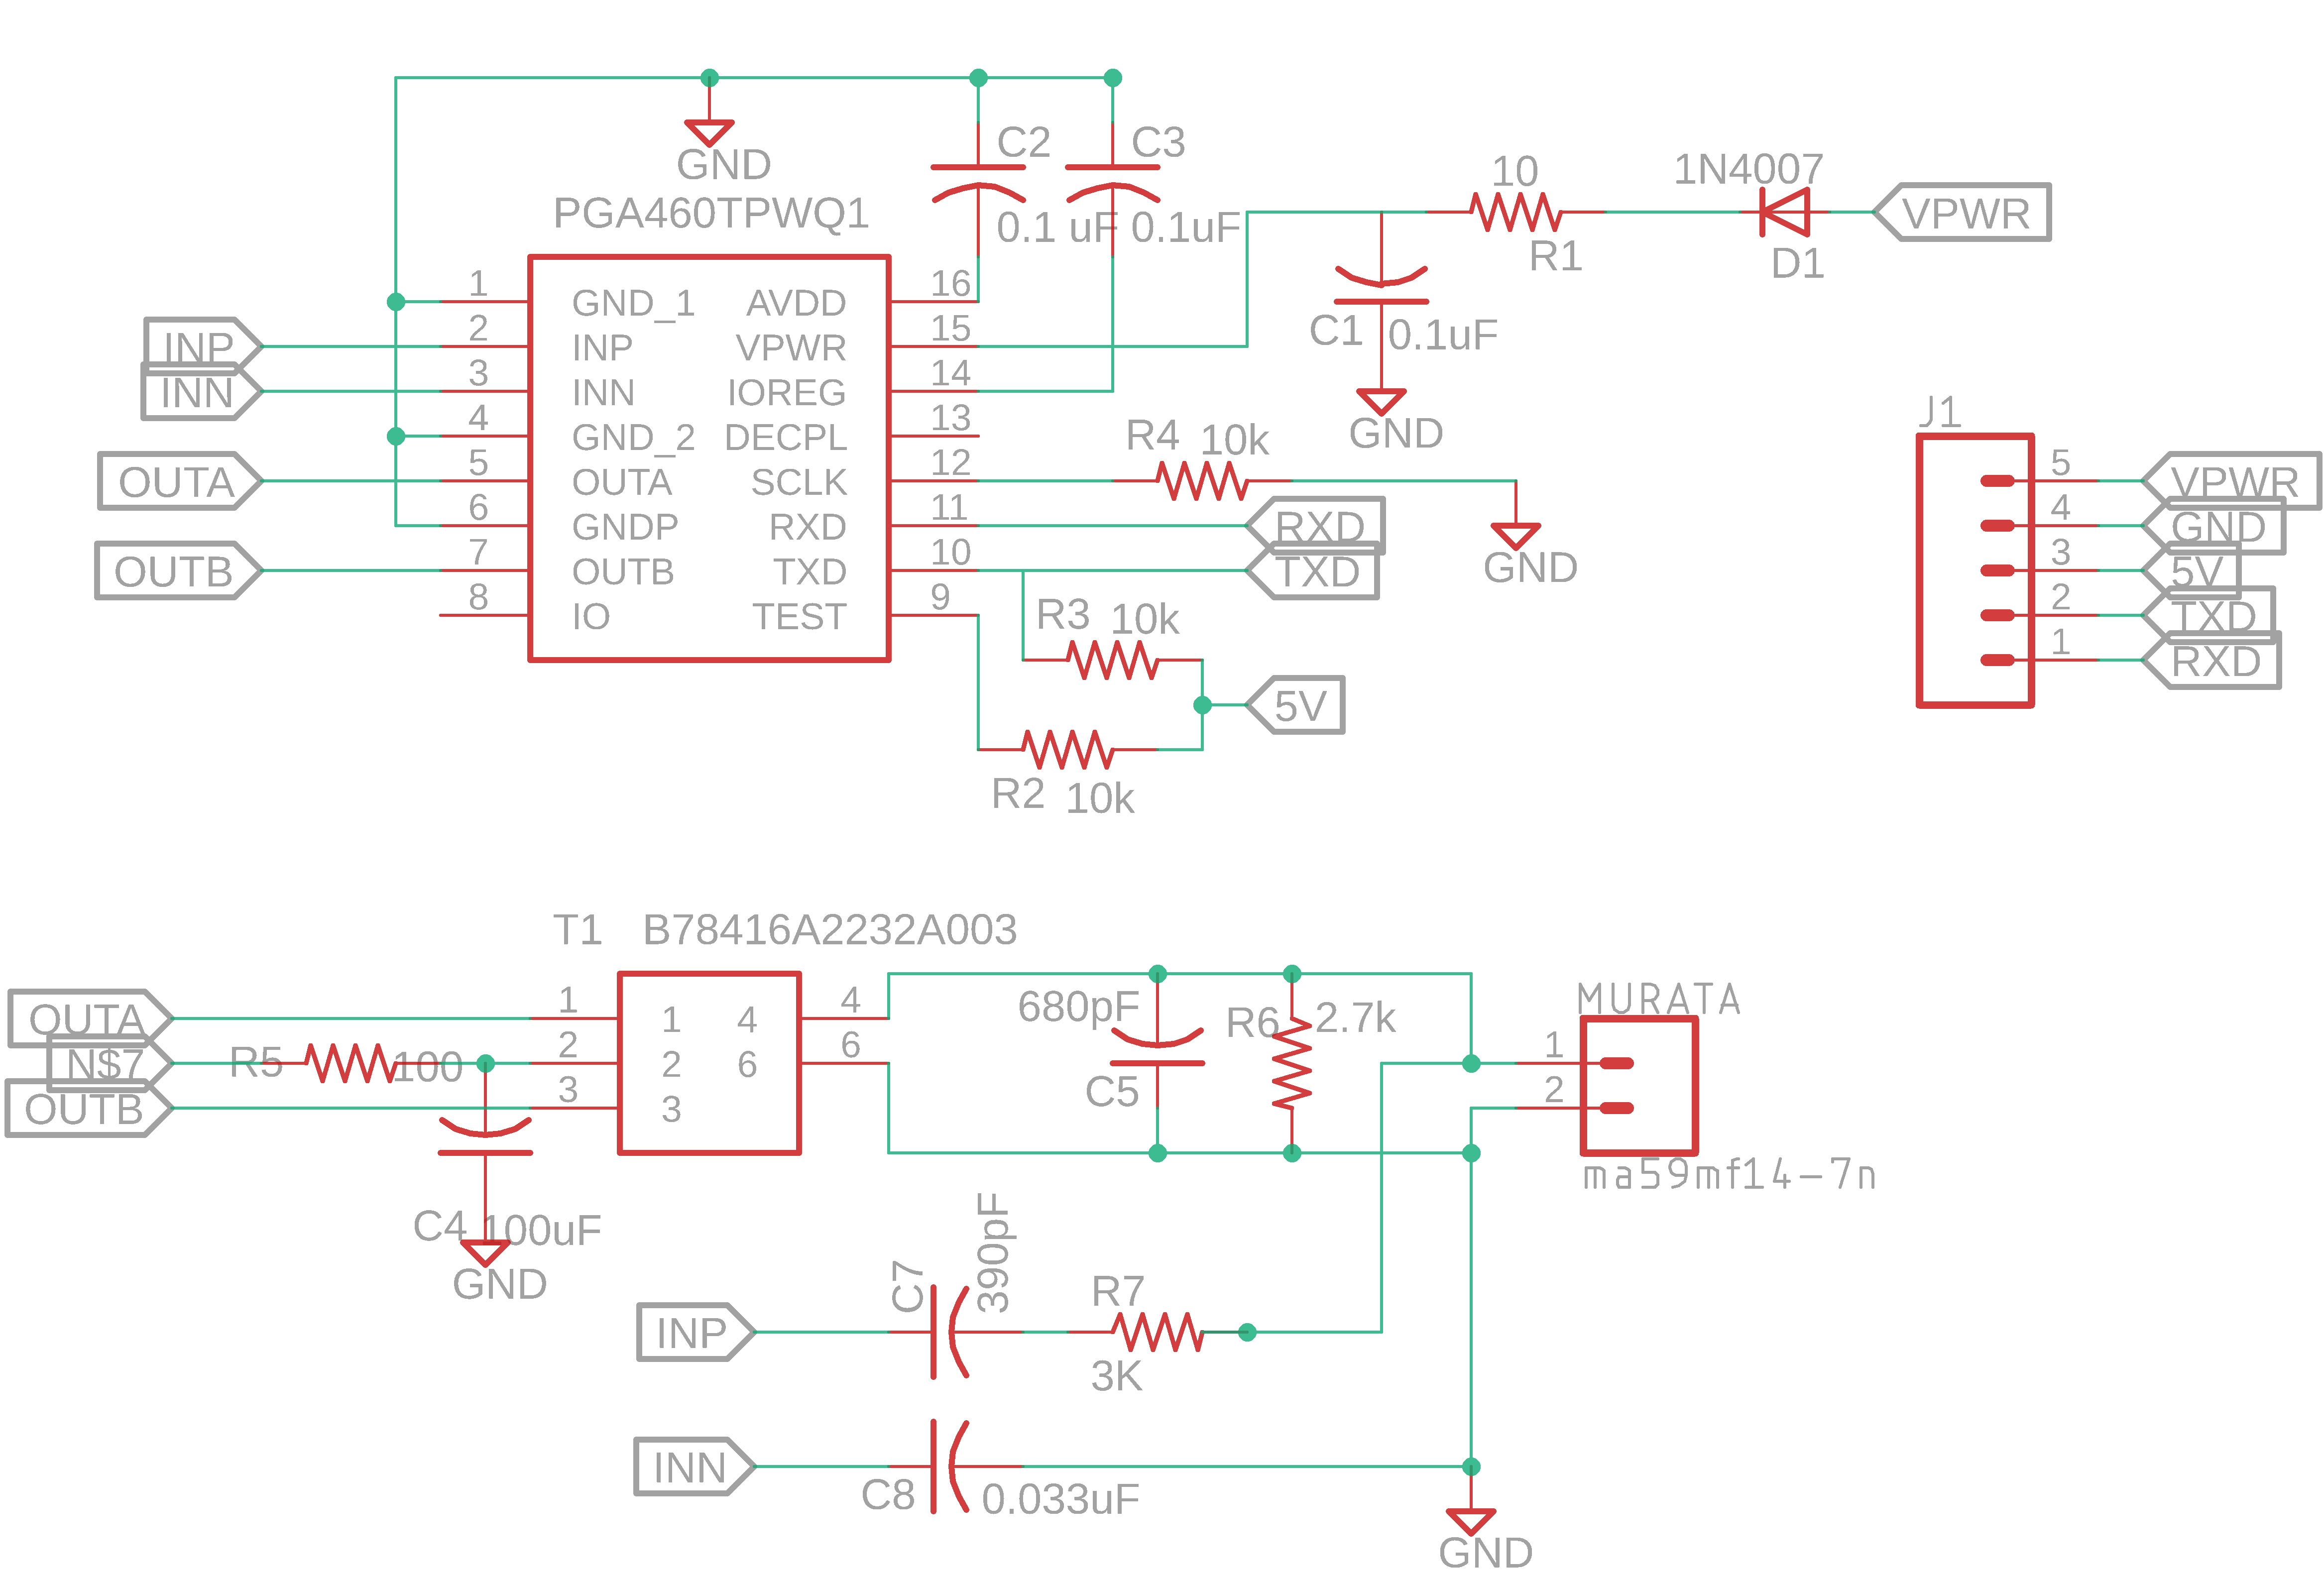 GND
PGA460TPWQ1
C2
0.1 uF
C3
0.1uF
10
R1
1N4007
D1
VPWR
C1
0.1uF
GND
INP
INN
OUTA
OUTB
1
2
3
4
5
6
7
8
GND_1
INP
INN
GND_2
OUTA
GNDP
OUTB
IO
AVDD
VPWR
IOREG
DECPL
SCLK
RXD
TXD
TEST
16
15
14
13
12
11
10
9
R4
10k
GND
RXD
TXD
R3
10k
5V
R2
10k
J1
5
4
3
2
1
VPWR
GND
5V
TXD
RXD
T1
B78416A2232A003
OUTA
N$7
OUTB
R5
100
1
2
3
1
2
3
4
6
4
6
C4
100uF
GND
680pF
C5
R6
2.7k
MURATA
1
2
ma59mf14-7n
INP
C7
390pF
R7
3K
INN
C8
0.033uF
GND